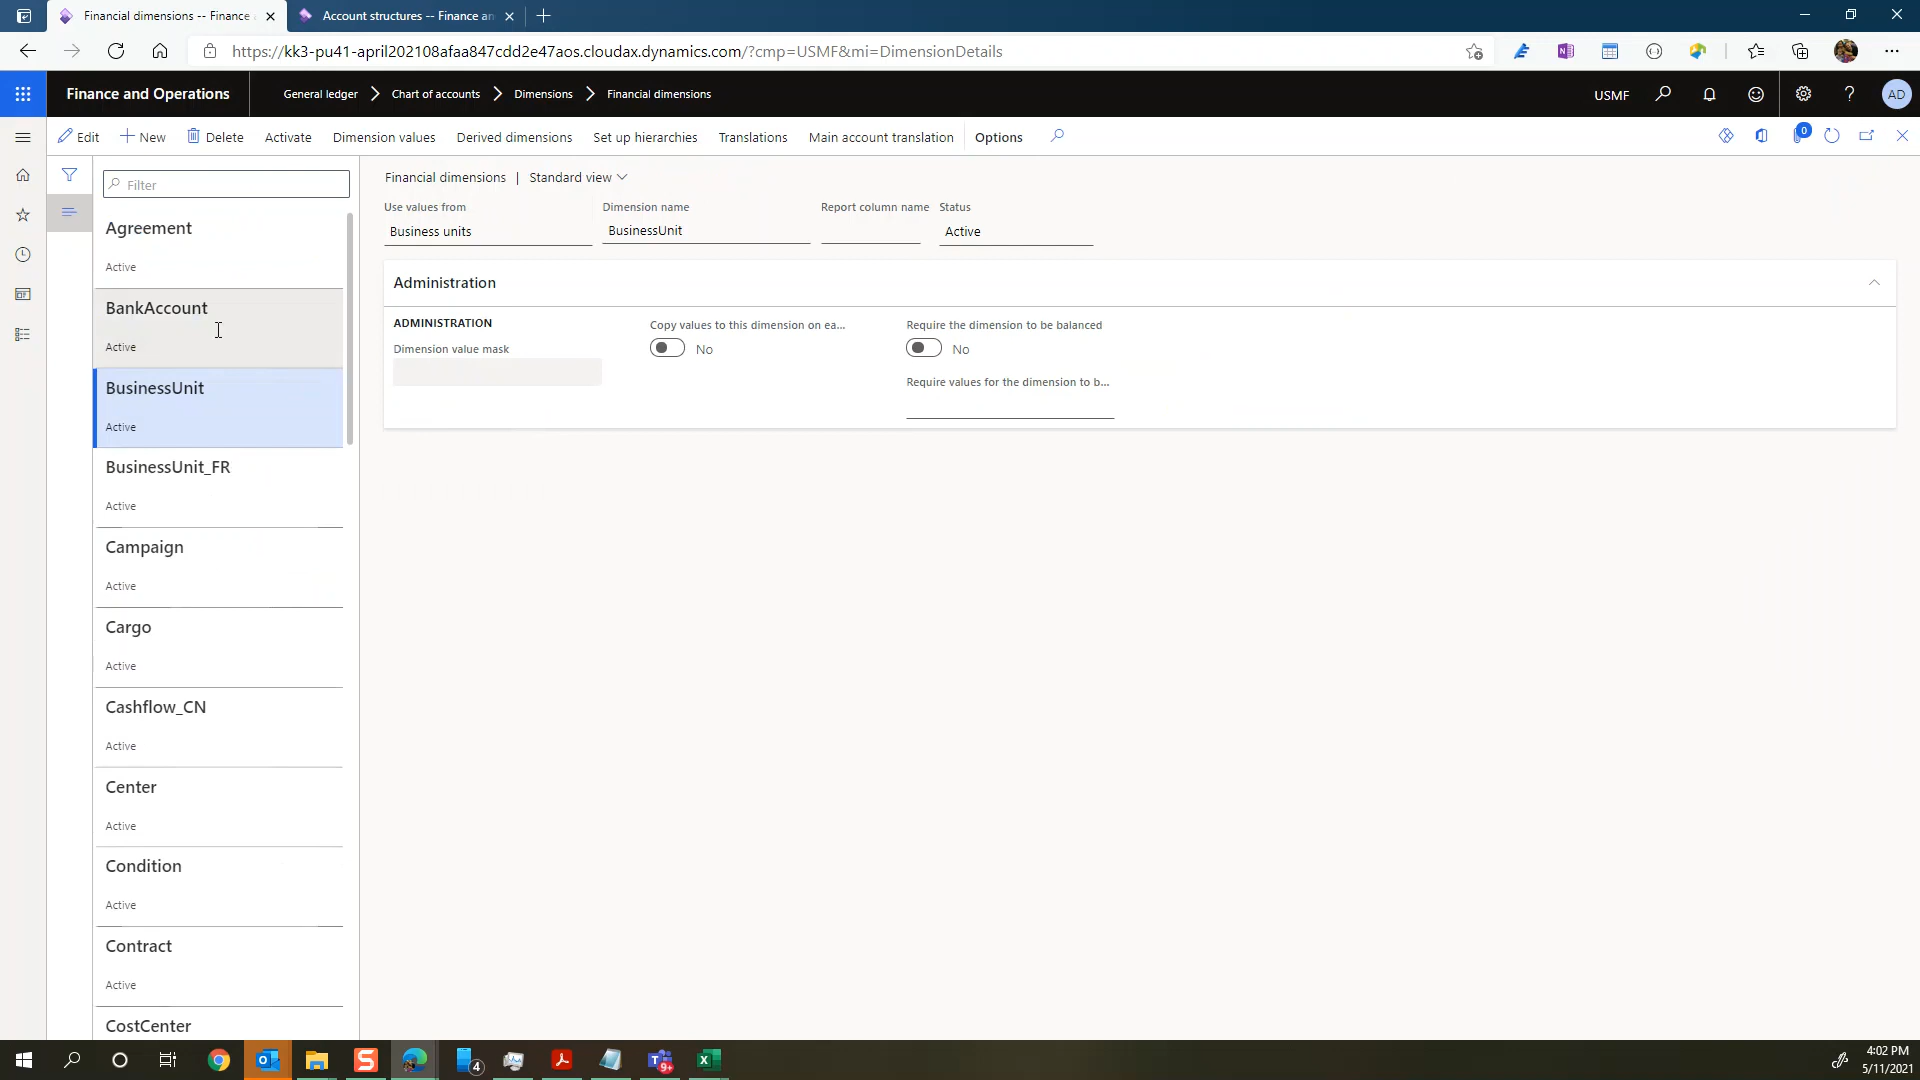 Financial dimensions -- Finance a
Account structures -- Finance an
https://kk3-pu41-april202108afaa847cdd2e47aos.cloudax.dynamics.com/?cmp=USMF&mi=DimensionDetails
Finance and Operations
General ledger
Chart of accounts
Dimensions
Financial dimensions
USMF
AD
Edit
New
Delete
Activate
Dimension values
Derived dimensions
Set up hierarchies
Translations
Main account translation
Options
0
Filter
Agreement
Active
BankAccount
Active
BusinessUnit
Active
BusinessUnit_FR
Active
Campaign
Active
Cargo
Active
Cashflow_CN
Active
Center
Active
Condition
Active
Contract
Active
CostCenter
Financial dimensions | Standard view
Use values from
Business units
Dimension name
BusinessUnit
Report column name
Status
Active
Administration
ADMINISTRATION
Dimension value mask
Copy values to this dimension on ea...
No
Require the dimension to be balanced
No
Require values for the dimension to b...
4
9+
4:02 PM
5/11/2021